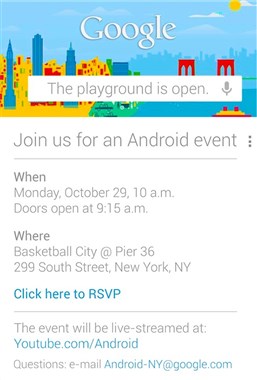 Google
The playground is open.
Join us for an Android event
When
Monday, October 29, 10 a.m.
Doors open at 9:15 a.m.
Where
Basketball City @ Pier 36
299 South Street, New York, NY
Click here to RSVP
The event will be live-streamed at:
Youtube.com/Android
Questions: e-mail Android-NY@google.com